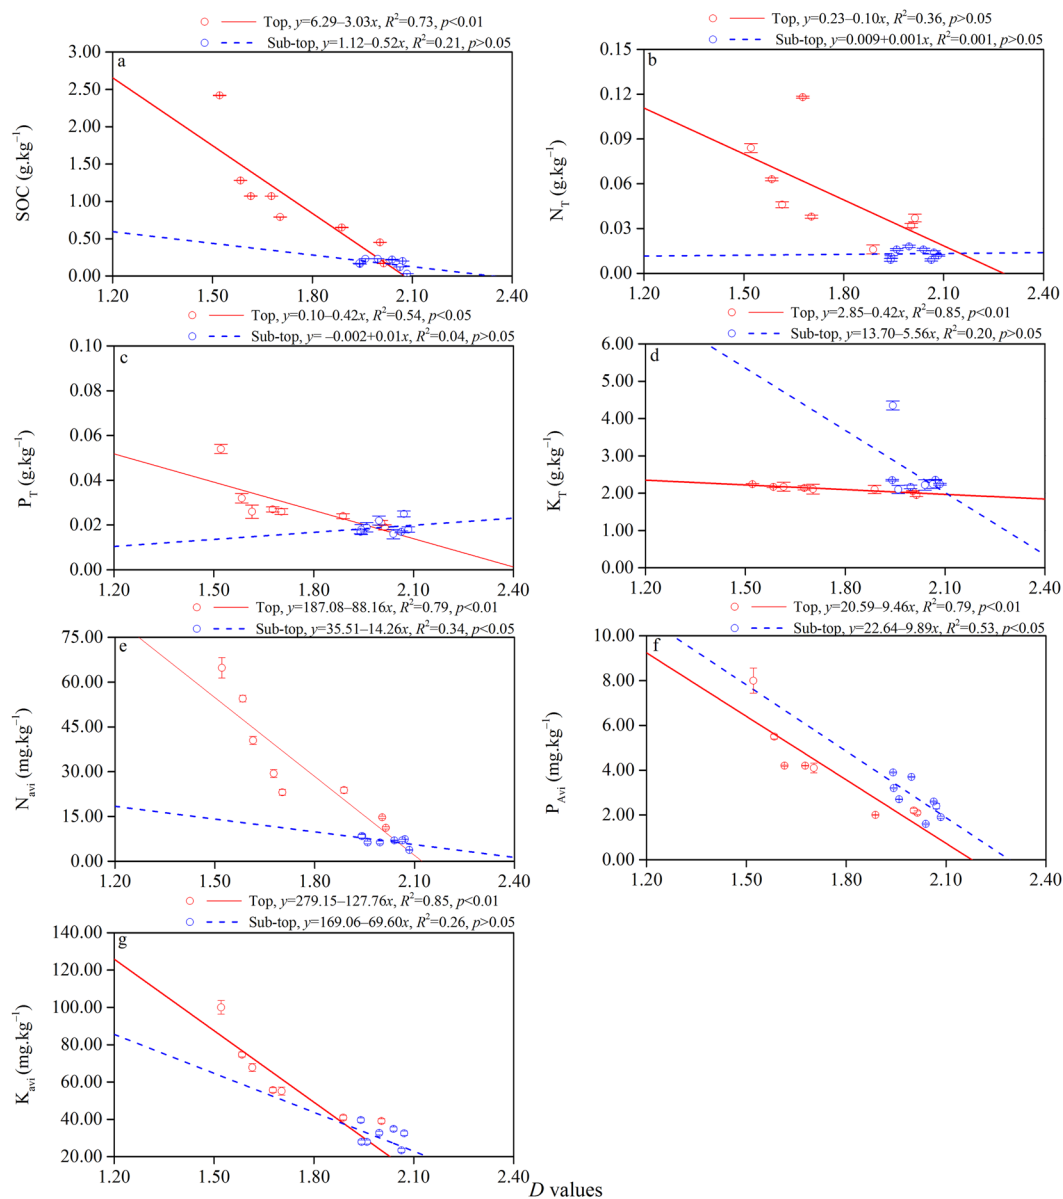 Top, y=6.29–3.03x, R²=0.73, p<0.01
Sub-top, y=1.12–0.52x, R²=0.21, p>0.05
3.00
2.50
2.00
1.50
1.00
0.50
0.00
SOC (g.kg⁻¹)
a
1.20 1.50 1.80 2.10 2.40
Top, y=0.23–0.10x, R²=0.36, p>0.05
Sub-top, y=0.009+0.001x, R²=0.001, p>0.05
0.15
0.12
0.09
0.06
0.03
0.00
N_T (g.kg⁻¹)
b
1.20 1.50 1.80 2.10 2.40
Top, y=0.10–0.42x, R²=0.54, p<0.05
Sub-top, y= –0.002+0.01x, R²=0.04, p>0.05
0.10
0.08
0.06
0.04
0.02
0.00
P_T (g.kg⁻¹)
c
1.20 1.50 1.80 2.10 2.40
Top, y=2.85–0.42x, R²=0.85, p<0.01
Sub-top, y=13.70–5.56x, R²=0.20, p>0.05
6.00
5.00
4.00
3.00
2.00
1.00
0.00
K_T (g.kg⁻¹)
d
1.20 1.50 1.80 2.10 2.40
Top, y=187.08–88.16x, R²=0.79, p<0.01
Sub-top, y=35.51–14.26x, R²=0.34, p<0.05
75.00
60.00
45.00
30.00
15.00
0.00
N_avi (mg.kg⁻¹)
e
1.20 1.50 1.80 2.10 2.40
Top, y=20.59–9.46x, R²=0.79, p<0.01
Sub-top, y=22.64–9.89x, R²=0.53, p<0.05
10.00
8.00
6.00
4.00
2.00
0.00
P_Avi (mg.kg⁻¹)
f
1.20 1.50 1.80 2.10 2.40
Top, y=279.15–127.76x, R²=0.85, p<0.01
Sub-top, y=169.06–69.60x, R²=0.26, p>0.05
140.00
120.00
100.00
80.00
60.00
40.00
20.00
K_avi (mg.kg⁻¹)
g
1.20 1.50 1.80 2.10 2.40
D values